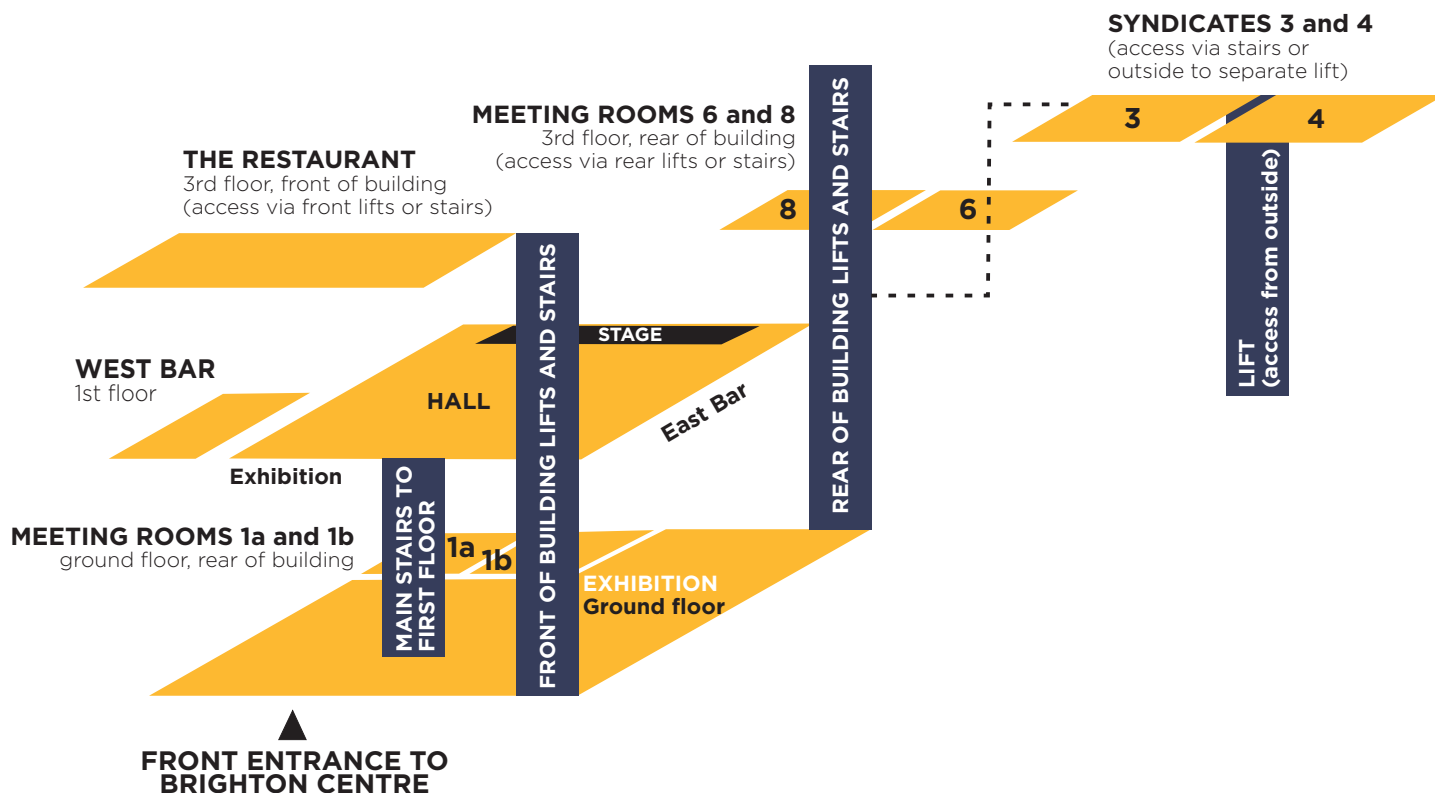 SYNDICATES 3 and 4
(access via stairs or
outside to separate lift)
3
4
LIFT
(access from outside)
MEETING ROOMS 6 and 8
3rd floor, rear of building
(access via rear lifts or stairs)
8
6
REAR OF BUILDING LIFTS AND STAIRS
THE RESTAURANT
3rd floor, front of building
(access via front lifts or stairs)
FRONT OF BUILDING LIFTS AND STAIRS
STAGE
WEST BAR
1st floor
HALL
East Bar
Exhibition
MAIN STAIRS TO
FIRST FLOOR
MEETING ROOMS 1a and 1b
ground floor, rear of building
1a
1b
EXHIBITION
Ground floor
FRONT ENTRANCE TO
BRIGHTON CENTRE